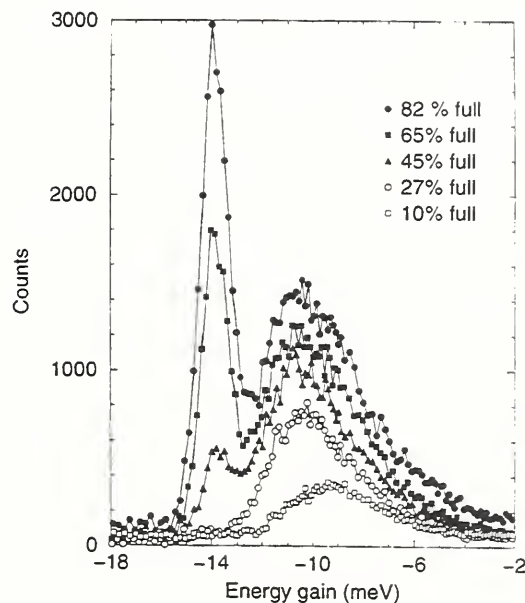 3000
2000
1000
0
Counts
82 % full
65% full
45% full
27% full
10% full
-18
-14
-10
-6
-2
Energy gain (meV)